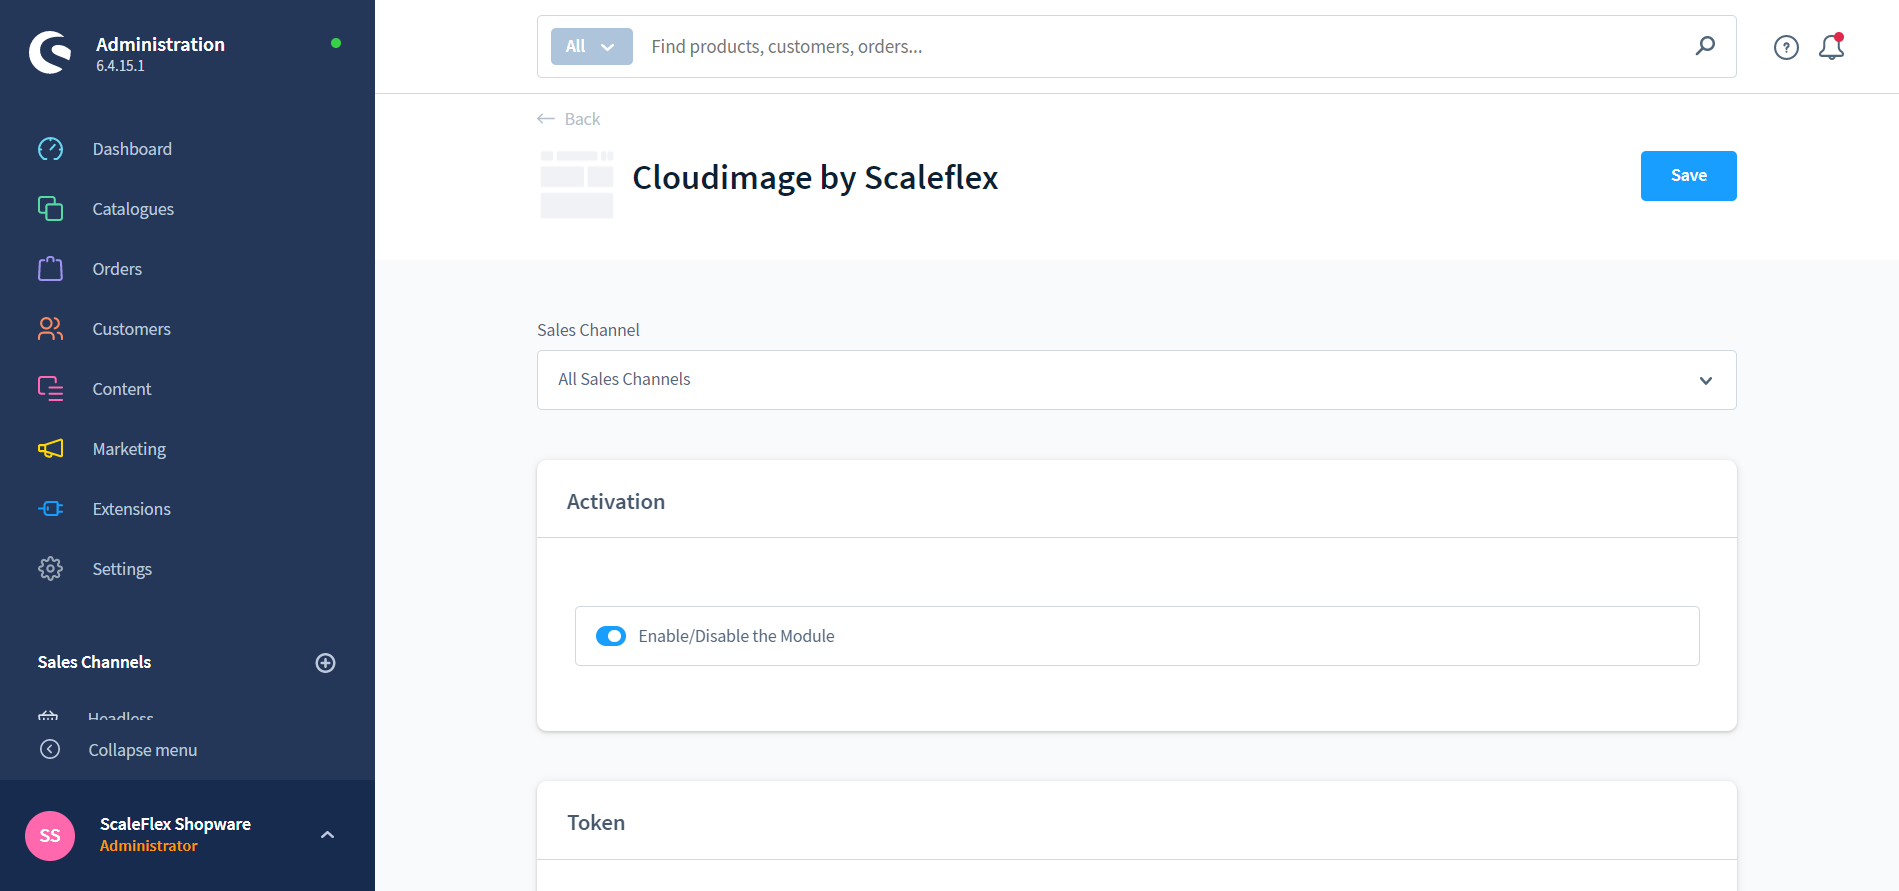 Administration
6.4.15.1
Dashboard
Catalogues
Orders
Customers
Content
Marketing
Extensions
Settings
Sales Channels
Headless
Collapse menu
SS
ScaleFlex Shopware
Administrator
All
Find products, customers, orders...
Back
Cloudimage by Scaleflex
Save
Sales Channel
All Sales Channels
Activation
Enable/Disable the Module
Token